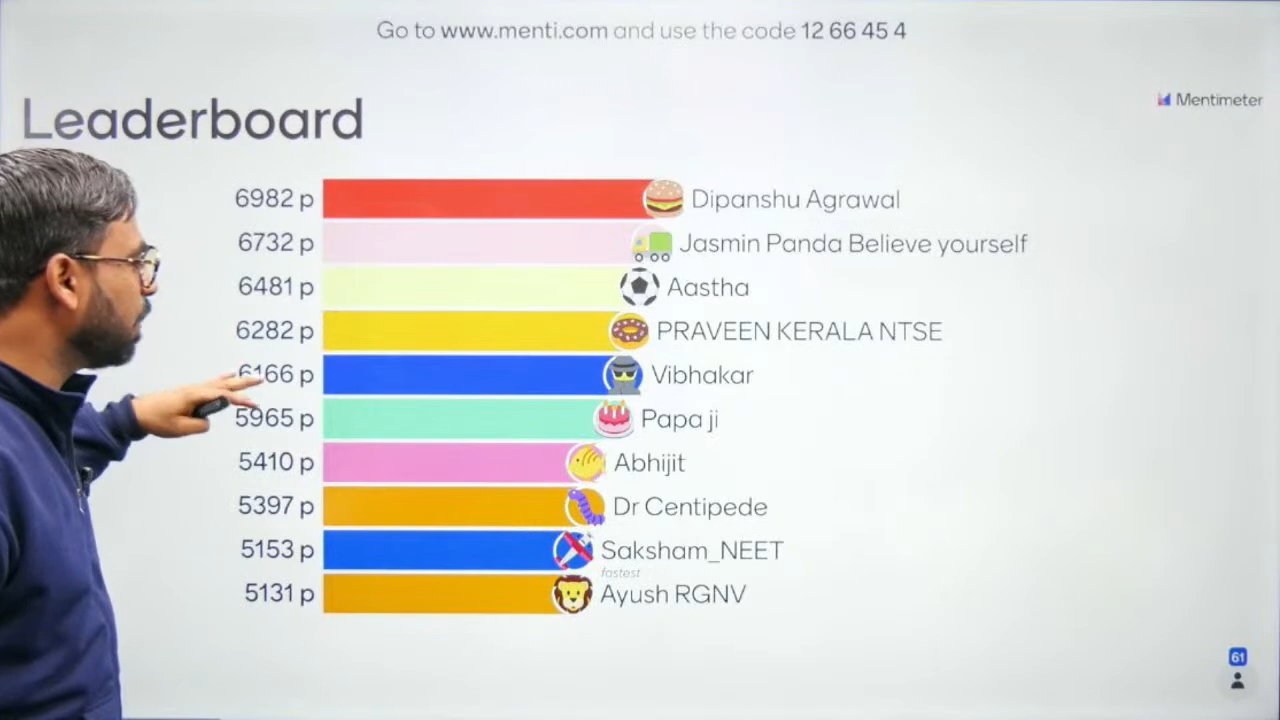 Go to www.menti.com and use the code 12 66 45 4
Mentimeter
Leaderboard
6982 p Dipanshu Agrawal
6732 p Jasmin Panda Believe yourself
6481 p Aastha
6282 p PRAVEEN KERALA NTSE
6166 p Vibhakar
5965 p Papa ji
5410 p Abhijit
5397 p Dr Centipede
5153 p Saksham_NEET
fastest
5131 p Ayush RGNV
61